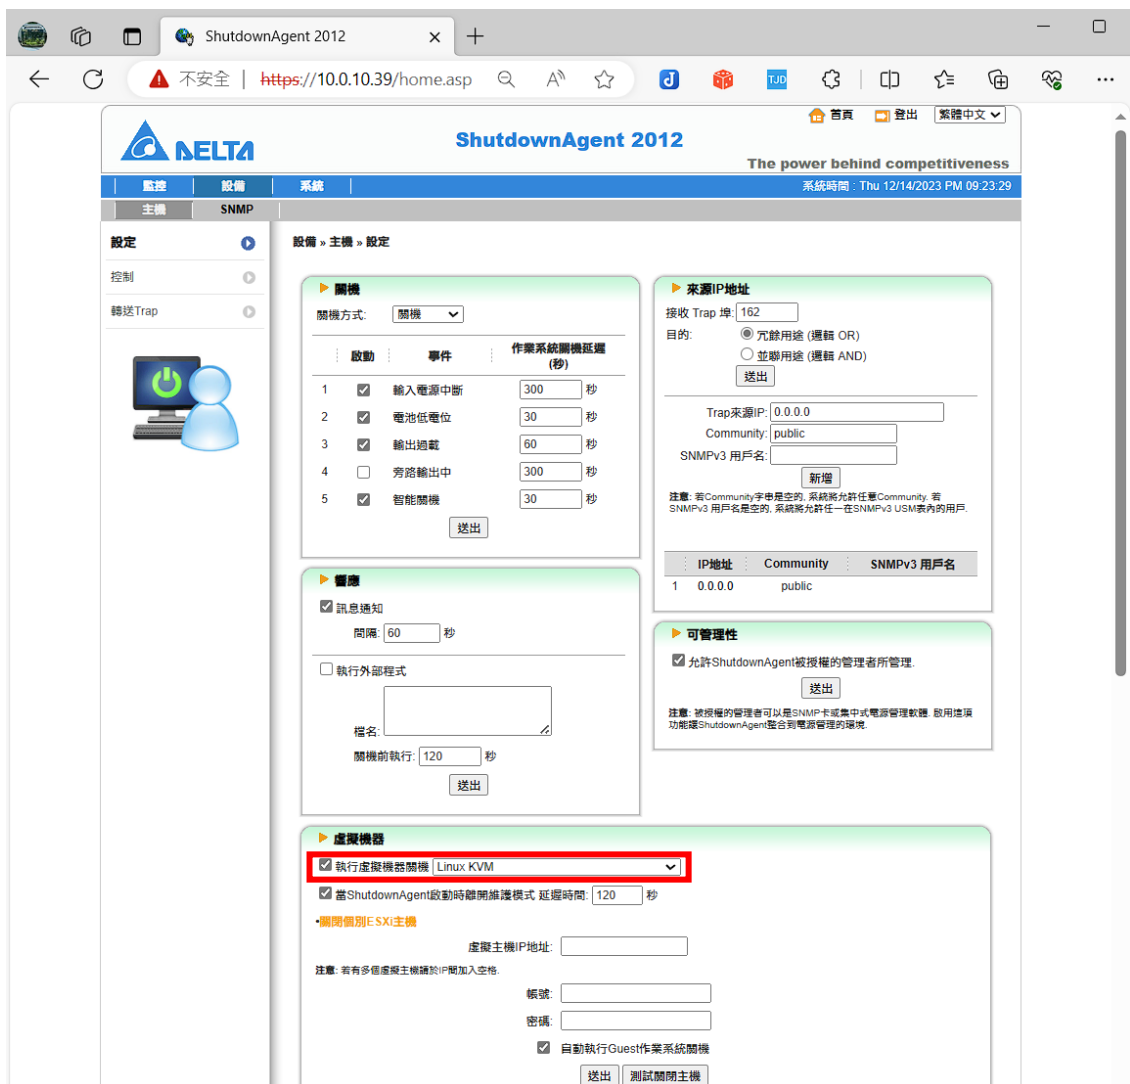 ShutdownAgent 2012
不安全 | https://10.0.10.39/home.asp
TJD
首頁 登出 繁體中文
DELTA
ShutdownAgent 2012
The power behind competitiveness
監控 設備 系統 系統時間 : Thu 12/14/2023 PM 09:23:29
主機 SNMP
設定
控制
轉送Trap
設備 » 主機 » 設定
關機
關機方式: 關機
啟動 事件 作業系統關機延遲
(秒)
1 輸入電源中斷 300 秒
2 電池低電位 30 秒
3 輸出過載 60 秒
4 旁路輸出中 300 秒
5 智能關機 30 秒
送出
響應
訊息通知
間隔: 60 秒
執行外部程式
檔名:
關機前執行: 120 秒
送出
來源IP地址
接收 Trap 埠: 162
目的: 冗餘用途 (邏輯 OR)
並聯用途 (邏輯 AND)
送出
Trap來源IP: 0.0.0.0
Community: public
SNMPv3 用戶名:
新增
注意: 若Community字串是空的, 系統將允許任意Community. 若
SNMPv3 用戶名是空的, 系統將允許任一在SNMPv3 USM表內的用戶.
IP地址 Community SNMPv3 用戶名
1 0.0.0.0 public
可管理性
允許ShutdownAgent被授權的管理者所管理.
送出
注意: 被授權的管理者可以是SNMP卡或集中式電源管理軟體. 啟用這項
功能讓ShutdownAgent整合到電源管理的環境.
虛擬機器
執行虛擬機器關機 Linux KVM
當ShutdownAgent啟動時離開維護模式 延遲時間: 120 秒
•關閉個別ESXi主機
虛擬主機IP地址:
注意: 若有多個虛擬主機請於IP間加入空格.
帳號:
密碼:
自動執行Guest作業系統關機
送出 測試關閉主機